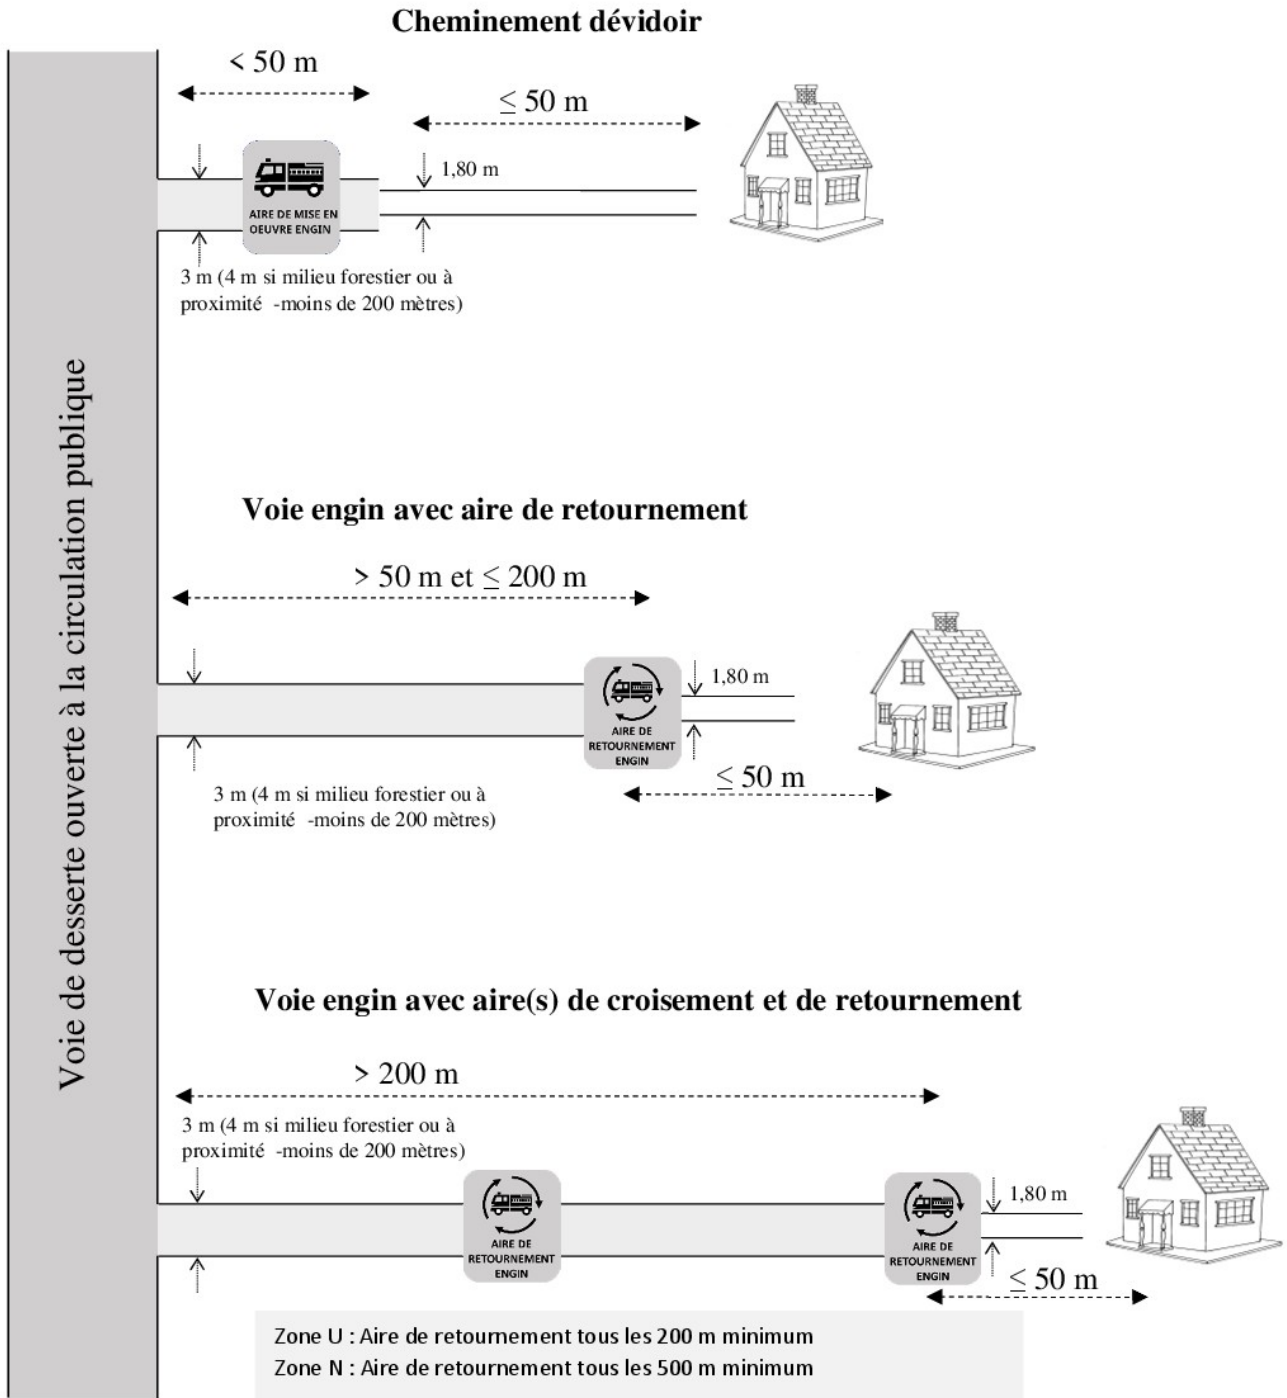 Cheminement dévidoir
< 50 m
≤ 50 m
1,80 m
AIRE DE MISE EN
OEUVRE ENGIN
3 m (4 m si milieu forestier ou à
proximité -moins de 200 mètres)
Voie de desserte ouverte à la circulation publique
Voie engin avec aire de retournement
> 50 m et ≤ 200 m
1,80 m
AIRE DE
RETOURNEMENT
ENGIN
≤ 50 m
3 m (4 m si milieu forestier ou à
proximité -moins de 200 mètres)
Voie engin avec aire(s) de croisement et de retournement
> 200 m
3 m (4 m si milieu forestier ou à
proximité -moins de 200 mètres)
AIRE DE
RETOURNEMENT
ENGIN
AIRE DE
RETOURNEMENT
ENGIN
1,80 m
≤ 50 m
Zone U : Aire de retournement tous les 200 m minimum
Zone N : Aire de retournement tous les 500 m minimum